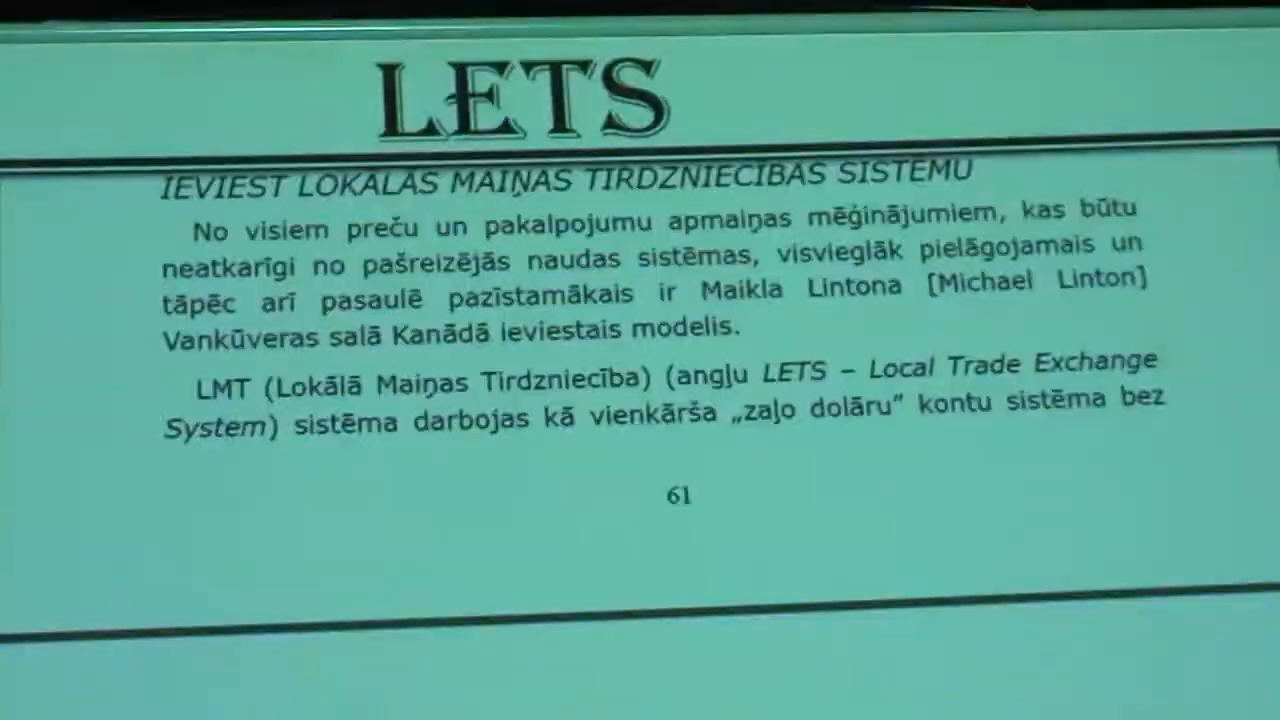 LETS
IEVIEST LOKĀLĀS MAIŅAS TIRDZNIECĪBAS SISTĒMU
No visiem preču un pakalpojumu apmaiņas mēģinājumiem, kas būtu
neatkarīgi no pašreizējās naudas sistēmas, visvieglāk pielāgojamais un
tāpēc arī pasaulē pazīstamākais ir Maikla Lintona [Michael Linton]
Vankūveras salā Kanādā ieviestais modelis.
LMT (Lokālā Maiņas Tirdzniecība) (angļu LETS – Local Trade Exchange
System) sistēma darbojas kā vienkārša „zaļo dolāru” kontu sistēma bez
61